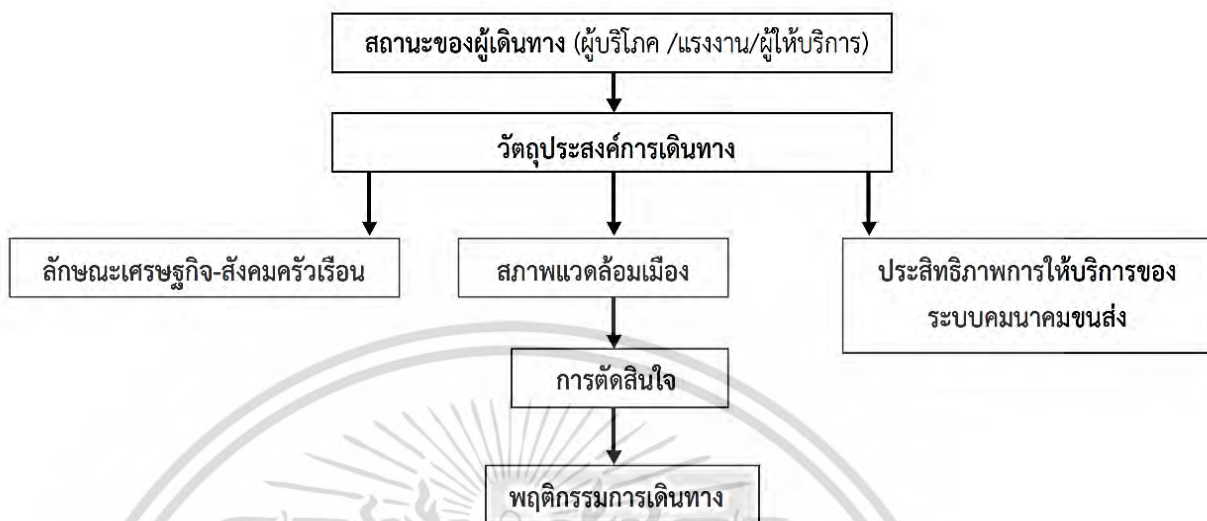 สถานะของผู้เดินทาง (ผู้บริโภค /แรงงาน/ผู้ให้บริการ)
วัตถุประสงค์การเดินทาง
ลักษณะเศรษฐกิจ-สังคมครัวเรือน
สภาพแวดล้อมเมือง
ประสิทธิภาพการให้บริการของ
ระบบคมนาคมขนส่ง
การตัดสินใจ
พฤติกรรมการเดินทาง